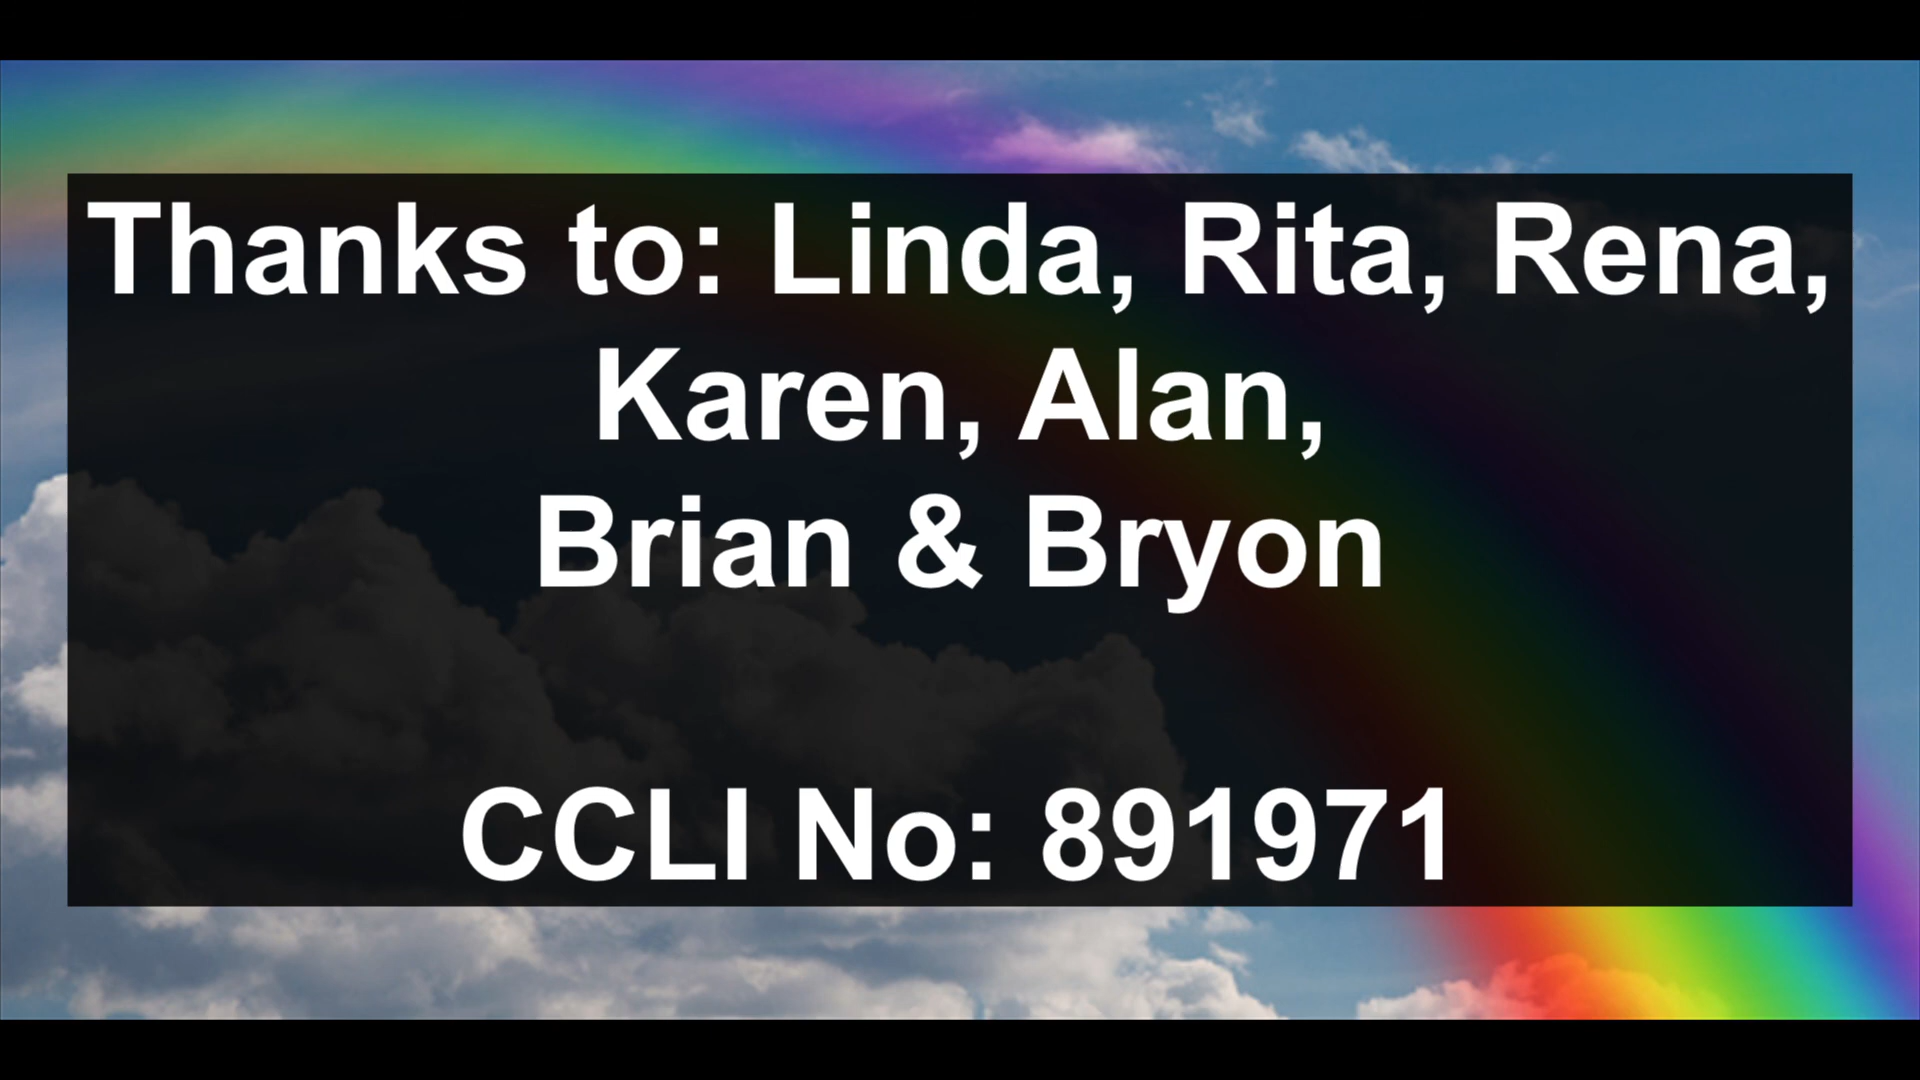 Thanks to: Linda, Rita, Rena,
Karen, Alan,
Brian & Bryon
CCLI No: 891971